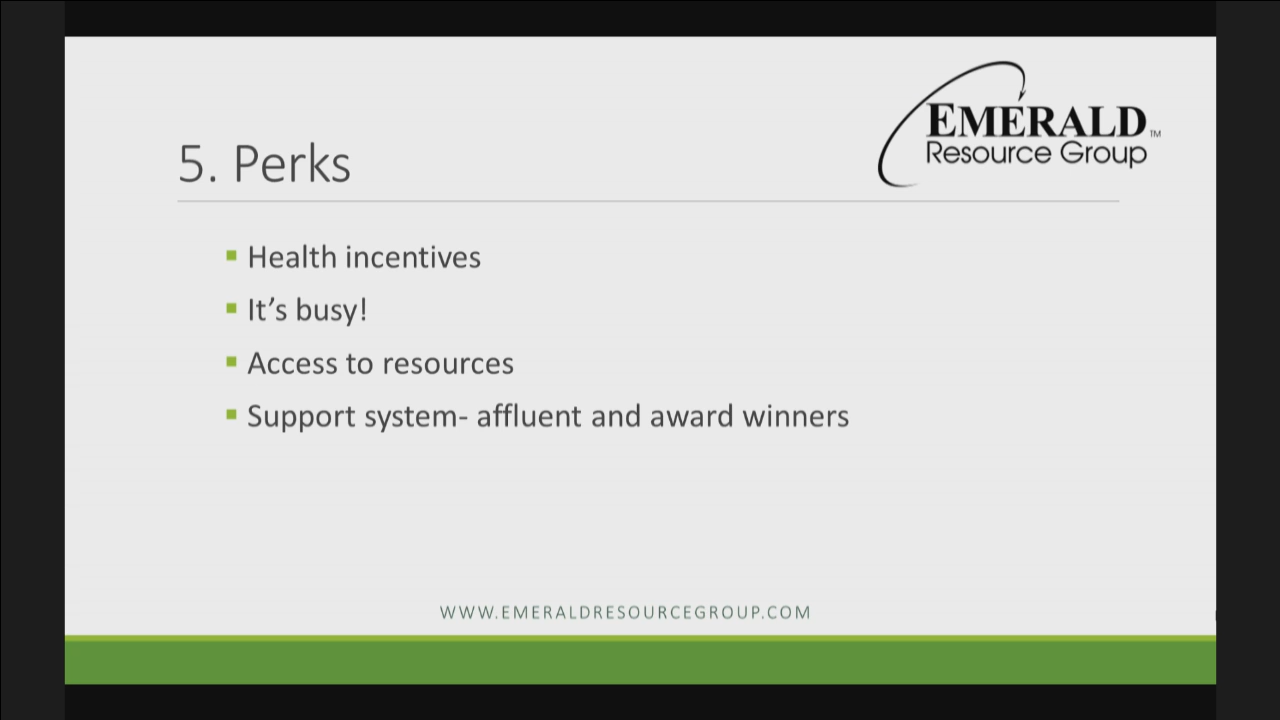 EMERALD™
Resource Group
5. Perks
Health incentives
It’s busy!
Access to resources
Support system- affluent and award winners
WWW.EMERALDRESOURCEGROUP.COM